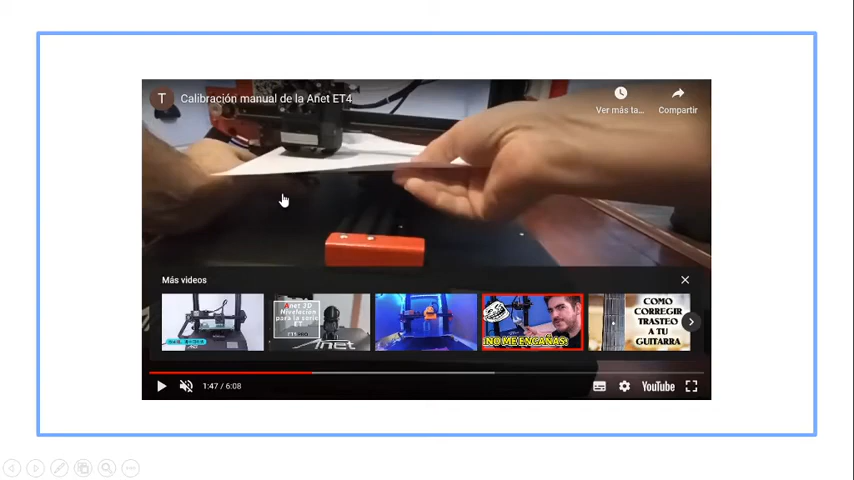 T
Calibración manual de la Anet ET4
Ver más ta...
Compartir
Más videos
Anet 3D
Nivelación
para la serie
ET
¡NO ME ENGAÑAS!
COMO
CORREGIR
TRASTEO
A TU
GUITARRA
1:47 / 6:08
YouTube